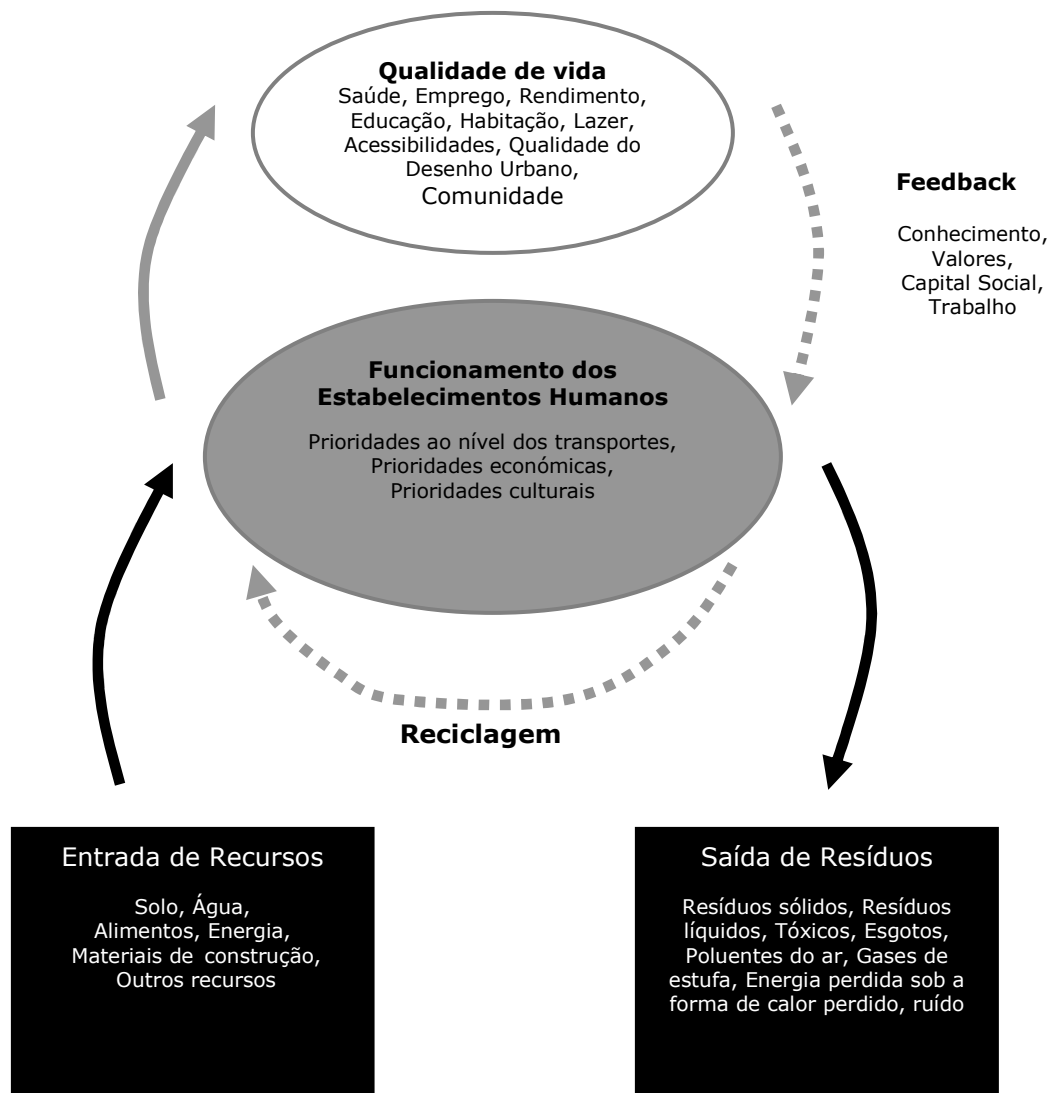 Qualidade de vida
Saúde, Emprego, Rendimento,
Educação, Habitação, Lazer,
Acessibilidades, Qualidade do
Desenho Urbano,
Comunidade
Feedback
Conhecimento,
Valores,
Capital Social,
Trabalho
Funcionamento dos
Estabelecimentos Humanos
Prioridades ao nível dos transportes,
Prioridades económicas,
Prioridades culturais
Reciclagem
Entrada de Recursos
Solo, Água,
Alimentos, Energia,
Materiais de construção,
Outros recursos
Saída de Resíduos
Resíduos sólidos, Resíduos
líquidos, Tóxicos, Esgotos,
Poluentes do ar, Gases de
estufa, Energia perdida sob a
forma de calor perdido, ruído